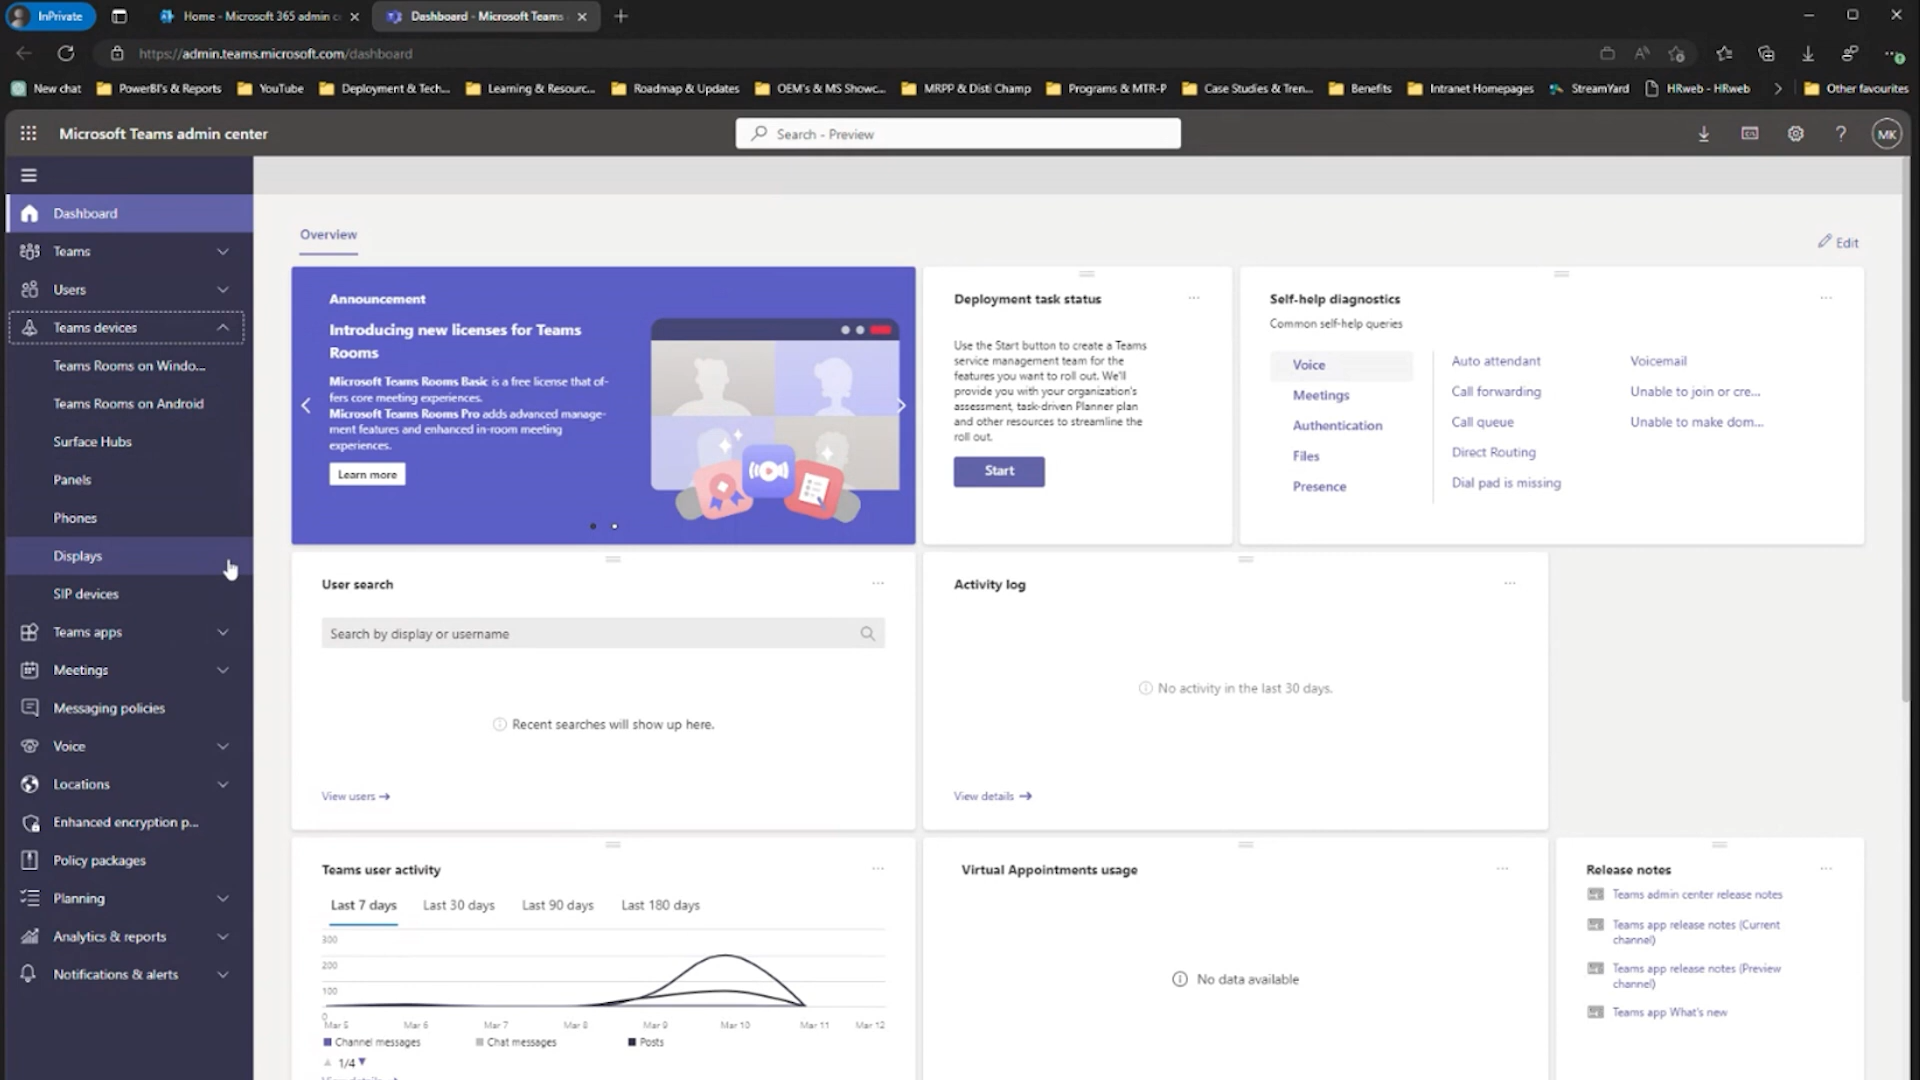 InPrivate
Home - Microsoft 365 admin c
Dashboard - Microsoft Teams
https://admin.teams.microsoft.com/dashboard
New chat
PowerBI's & Reports
YouTube
Deployment & Tech...
Learning & Resourc...
Roadmap & Updates
OEM's & MS Showc...
MRPP & Disti Champ
Programs & MTR-P
Case Studies & Tren...
Benefits
Intranet Homepages
StreamYard
HRweb - HRweb
Other favourites
Microsoft Teams admin center
Search - Preview
MK
Dashboard
Teams
Users
Teams devices
Teams Rooms on Windo...
Teams Rooms on Android
Surface Hubs
Panels
Phones
Displays
SIP devices
Teams apps
Meetings
Messaging policies
Voice
Locations
Enhanced encryption p...
Policy packages
Planning
Analytics & reports
Notifications & alerts
Overview
Edit
Announcement
Introducing new licenses for Teams
Rooms
Microsoft Teams Rooms Basic is a free license that of-
fers core meeting experiences.
Microsoft Teams Rooms Pro adds advanced manage-
ment features and enhanced in-room meeting
experiences.
Learn more
Deployment task status
Use the Start button to create a Teams
service management team for the
features you want to roll out. We'll
provide you with your organization's
assessment, task-driven Planner plan
and other resources to streamline the
roll out.
Start
Self-help diagnostics
Common self-help queries
Voice
Meetings
Authentication
Files
Presence
Auto attendant
Call forwarding
Call queue
Direct Routing
Dial pad is missing
Voicemail
Unable to join or cre...
Unable to make dom...
User search
Search by display or username
Recent searches will show up here.
View users →
Activity log
No activity in the last 30 days.
View details →
Teams user activity
Last 7 days
Last 30 days
Last 90 days
Last 180 days
300
200
100
0
Mar 5
Mar 6
Mar 7
Mar 8
Mar 9
Mar 10
Mar 11
Mar 12
Channel messages
Chat messages
Posts
1/4
Virtual Appointments usage
No data available
Release notes
Teams admin center release notes
Teams app release notes (Current
channel)
Teams app release notes (Preview
channel)
Teams app What's new